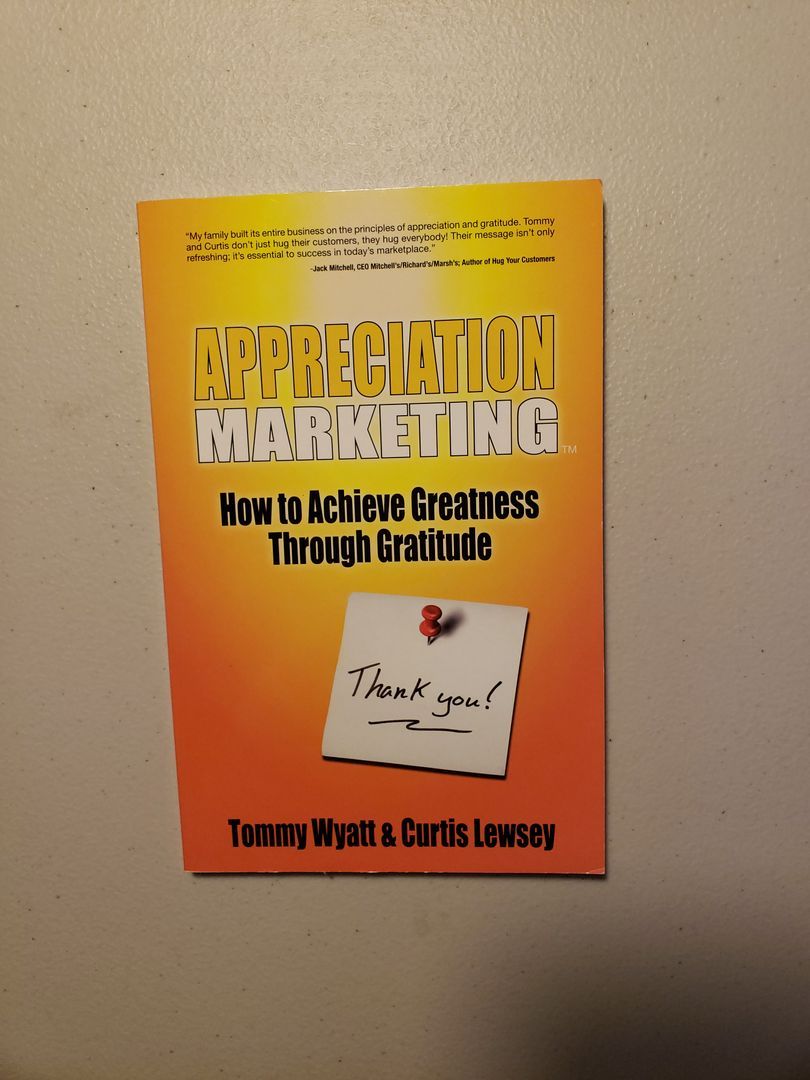 “My family built its entire business on the principles of appreciation and gratitude. Tommy
and Curtis don’t just hug their customers, they hug everybody! Their message isn’t only
refreshing; it’s essential to success in today’s marketplace.”
-Jack Mitchell, CEO Mitchell’s/Richard’s/Marsh’s; Author of Hug Your Customers
APPRECIATION
MARKETING™
How to Achieve Greatness
Through Gratitude
Thank you!
Tommy Wyatt & Curtis Lewsey